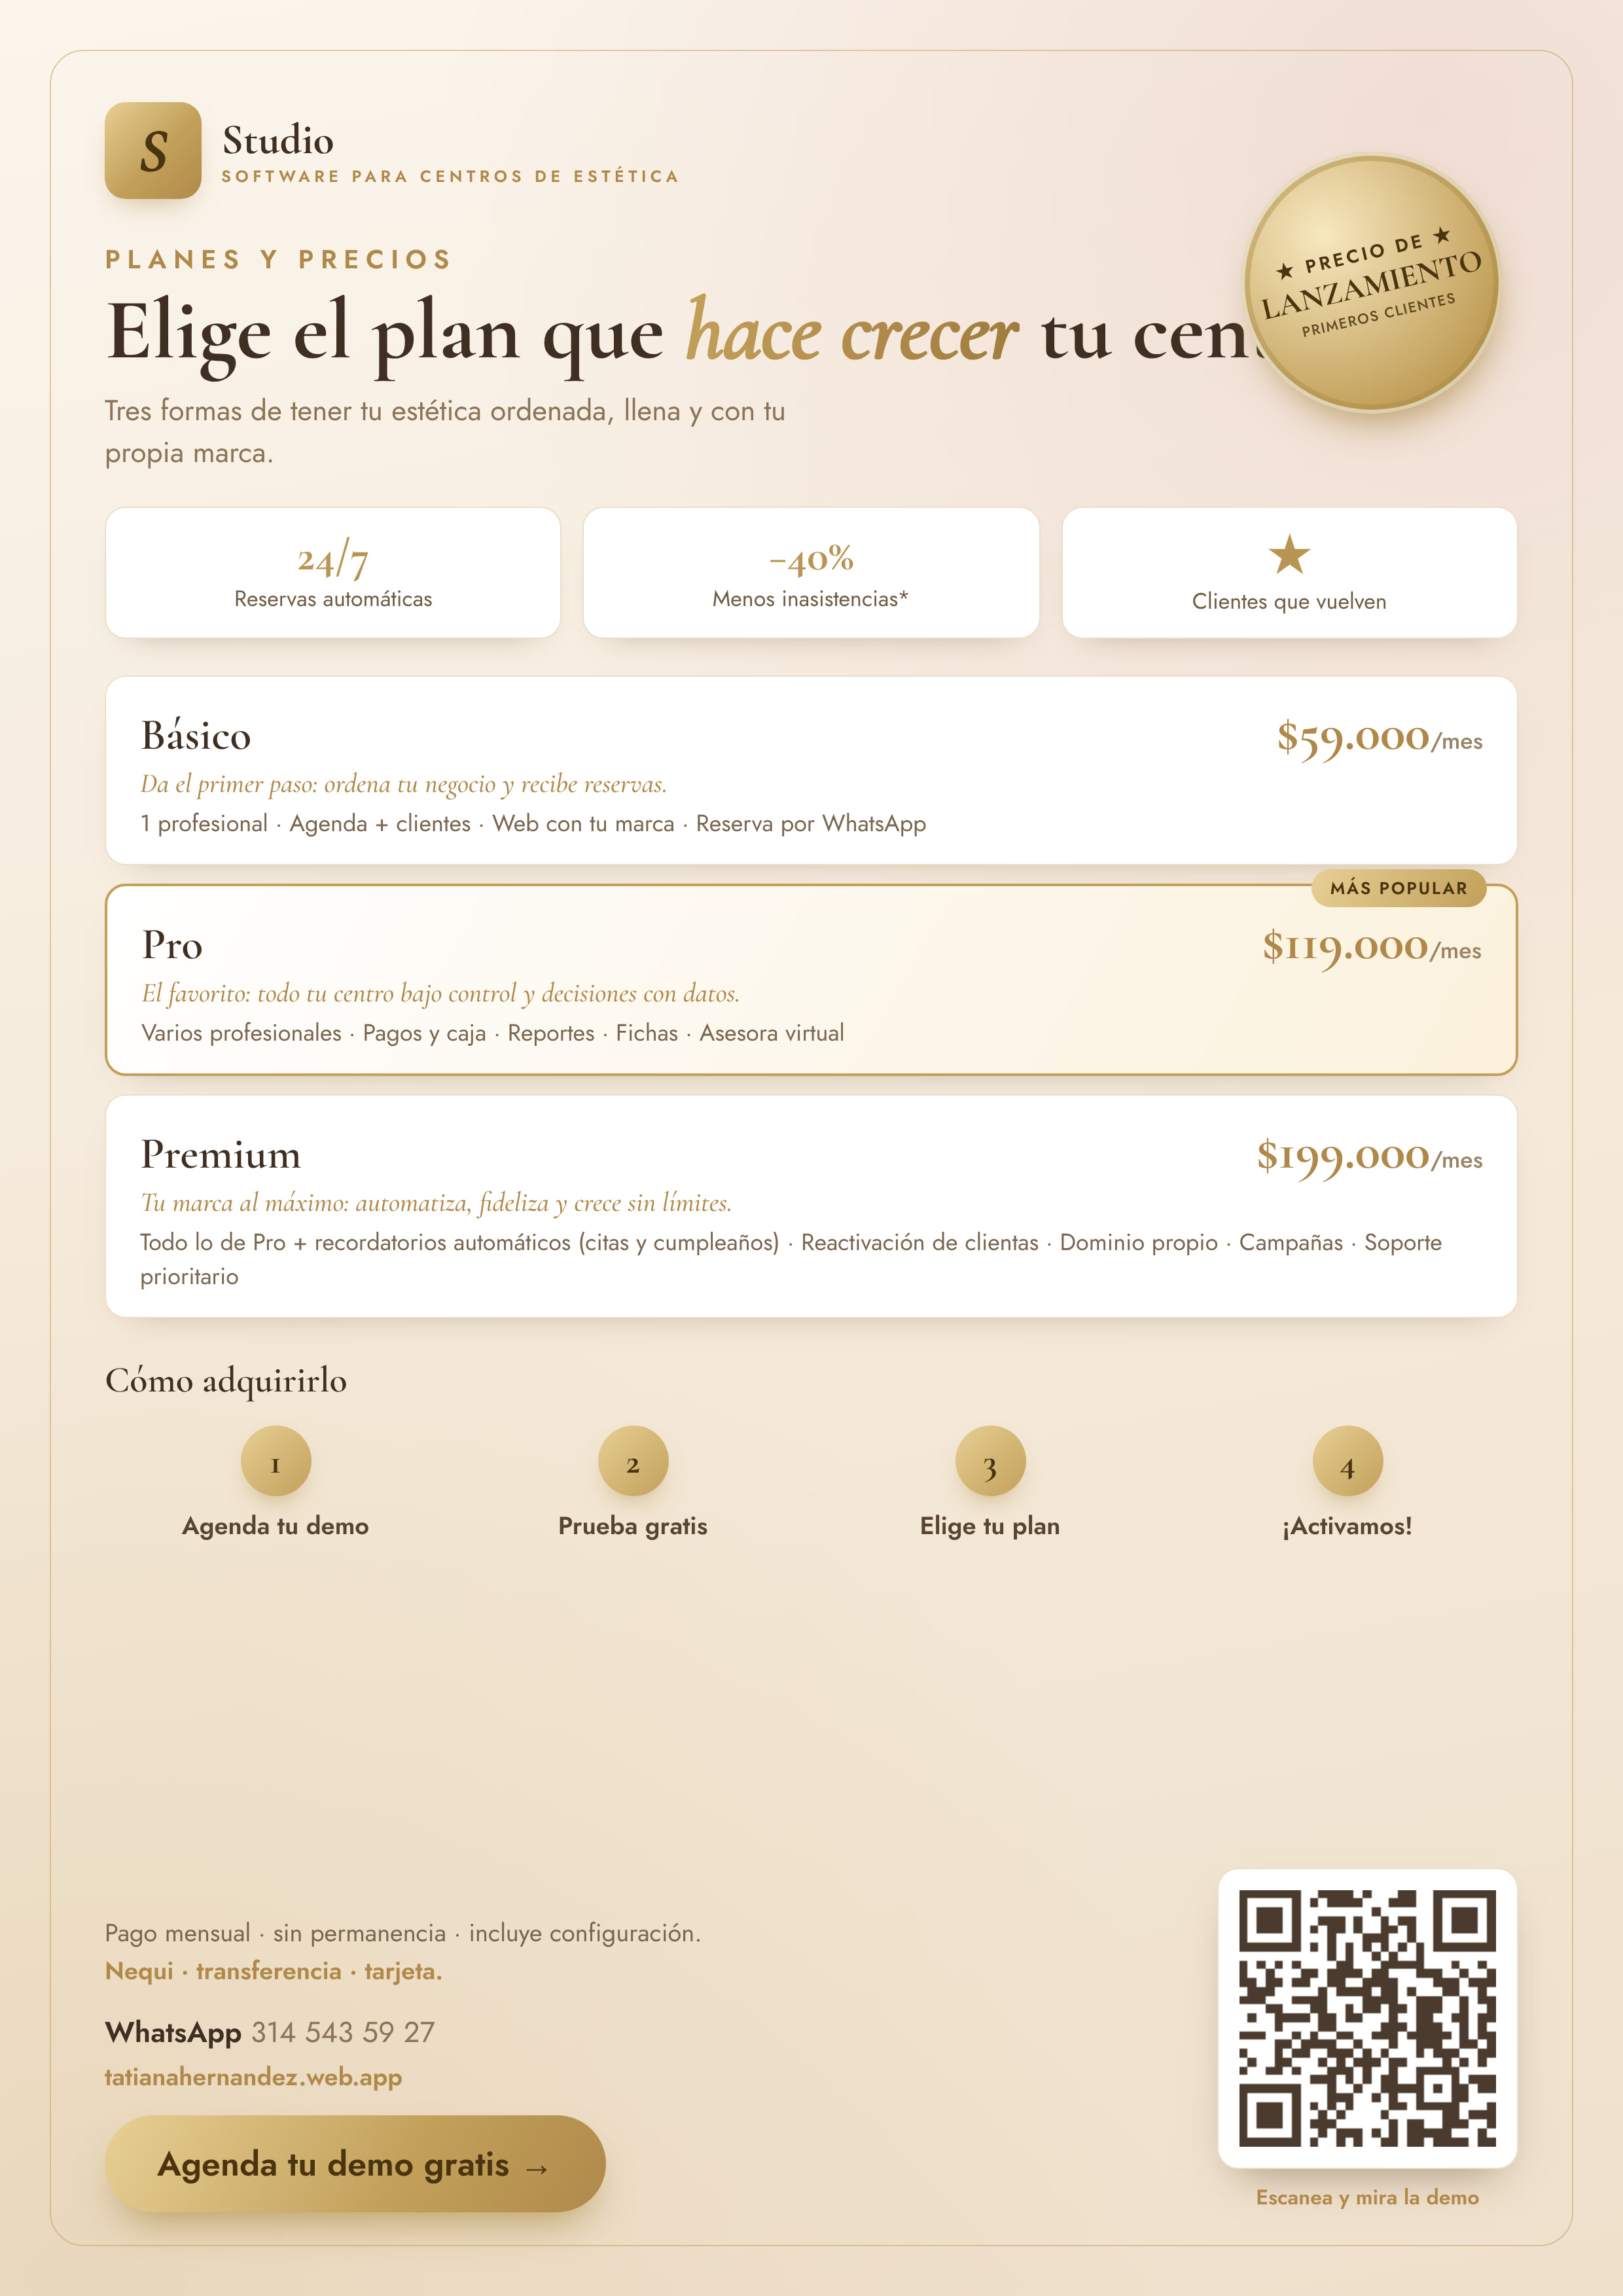 S
Studio
SOFTWARE PARA CENTROS DE ESTÉTICA
PLANES Y PRECIOS
Elige el plan que hace crecer tu
★ PRECIO DE ★
LANZAMIENTO
PRIMEROS CLIENTES
Tres formas de tener tu estética ordenada, llena y con tu
propia marca.
24/7
Reservas automáticas
−40%
Menos inasistencias*
★
Clientes que vuelven
Básico
$59.000/mes
Da el primer paso: ordena tu negocio y recibe reservas.
1 profesional · Agenda + clientes · Web con tu marca · Reserva por WhatsApp
MÁS POPULAR
Pro
$119.000/mes
El favorito: todo tu centro bajo control y decisiones con datos.
Varios profesionales · Pagos y caja · Reportes · Fichas · Asesora virtual
Premium
$199.000/mes
Tu marca al máximo: automatiza, fideliza y crece sin límites.
Todo lo de Pro + recordatorios automáticos (citas y cumpleaños) · Reactivación de clientas · Dominio propio · Campañas · Soporte
prioritario
Cómo adquirirlo
1
Agenda tu demo
2
Prueba gratis
3
Elige tu plan
4
¡Activamos!
Pago mensual · sin permanencia · incluye configuración.
Nequi · transferencia · tarjeta.
WhatsApp 314 543 59 27
tatianahernandez.web.app
Agenda tu demo gratis →
Escanea y mira la demo